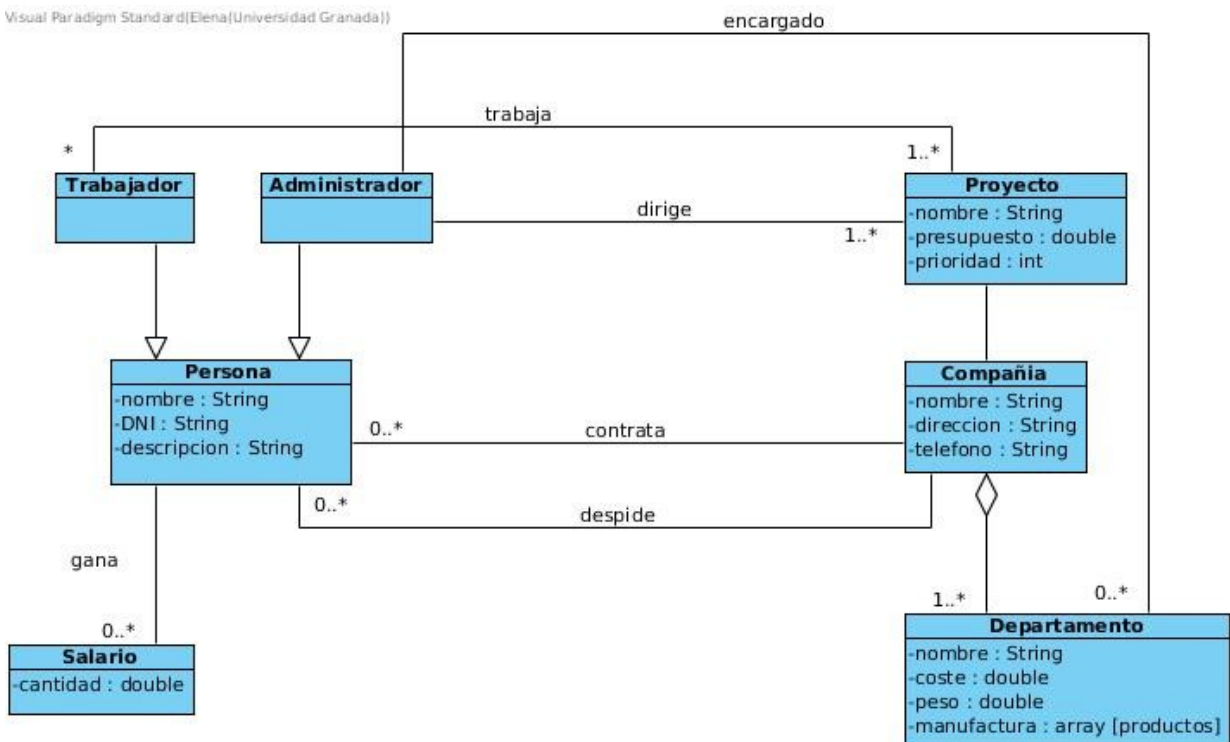 Visual Paradigm Standard(Elena(Universidad Granada))
encargado
trabaja
*
1..*
Trabajador
Administrador
Proyecto
-nombre : String
-presupuesto : double
-prioridad : int
dirige
1..*
Persona
-nombre : String
-DNI : String
-descripcion : String
Compañia
-nombre : String
-direccion : String
-telefono : String
0..*
contrata
0..*
despide
gana
0..*
1..*
0..*
Salario
-cantidad : double
Departamento
-nombre : String
-coste : double
-peso : double
-manufactura : array [productos]